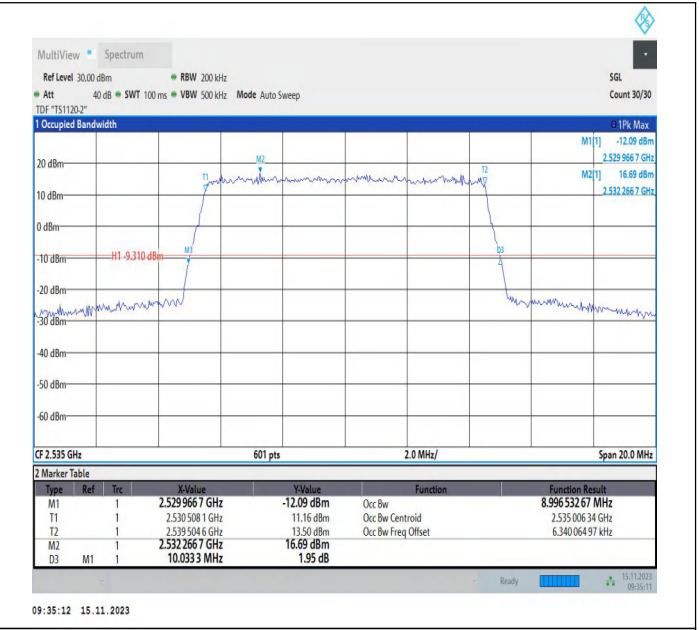 MultiView Spectrum
Ref Level 30.00 dBm RBW 200 kHz SGL
Att 40 dB SWT 100 ms VBW 500 kHz Mode Auto Sweep Count 30/30
TDF "TS1120-2"
1 Occupied Bandwidth 1Pk Max
M1[1] -12.09 dBm
2.529 966 7 GHz
M2[1] 16.69 dBm
2.532 266 7 GHz
M2
T1
T2
20 dBm
10 dBm
0 dBm
M1
D3
H1 -9.310 dBm
-10 dBm
-20 dBm
-30 dBm
-40 dBm
-50 dBm
-60 dBm
CF 2.535 GHz 601 pts 2.0 MHz/ Span 20.0 MHz
2 Marker Table
Type Ref Trc X-Value Y-Value Function Function Result
M1 1 2.529 966 7 GHz -12.09 dBm Occ Bw 8.996 532 67 MHz
T1 1 2.530 508 1 GHz 11.16 dBm Occ Bw Centroid 2.535 006 34 GHz
T2 1 2.539 504 6 GHz 13.50 dBm Occ Bw Freq Offset 6.340 064 97 kHz
M2 1 2.532 266 7 GHz 16.69 dBm
D3 M1 1 10.033 3 MHz 1.95 dB
Ready 15.11.2023
09:35:11
09:35:12 15.11.2023